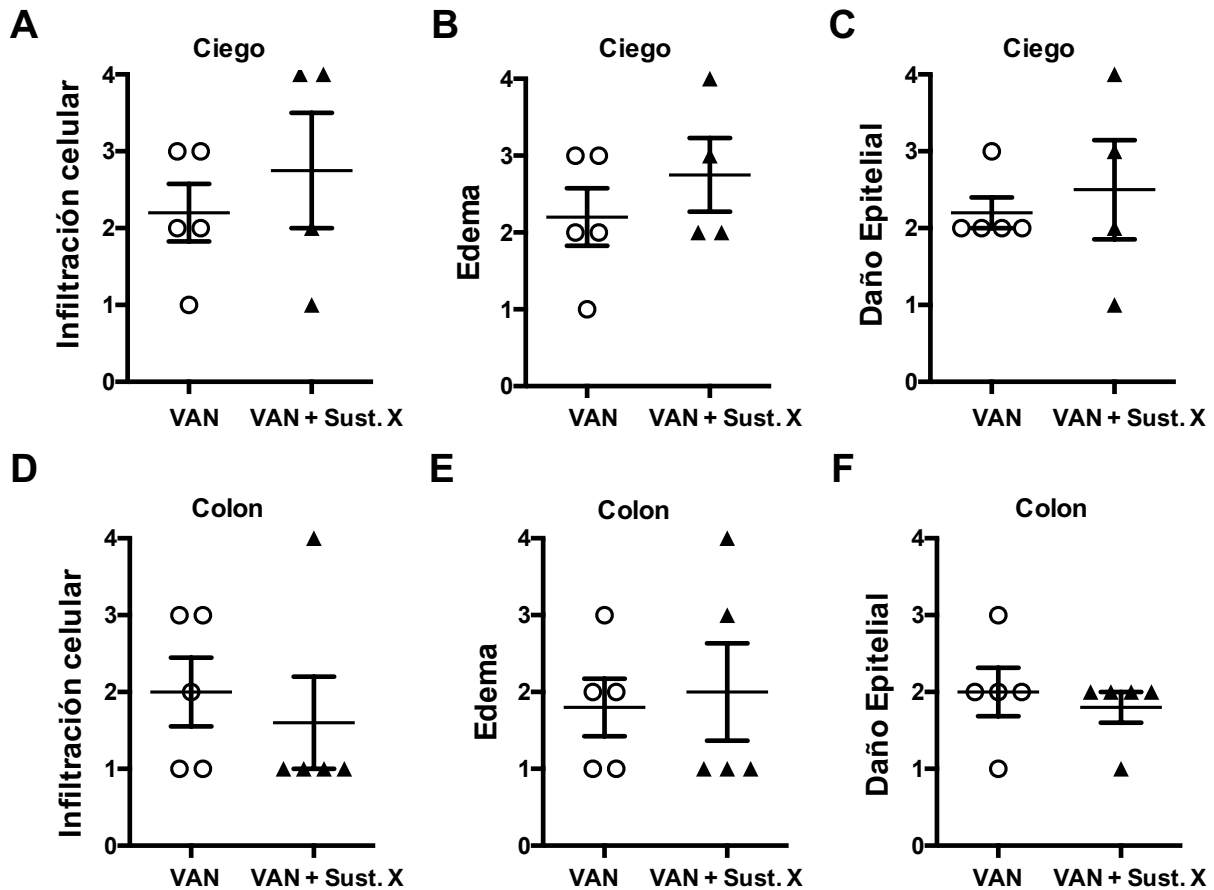 A
Ciego
Infiltración celular
4
3
2
1
0
VAN
VAN + Sust. X
B
Ciego
Edema
4
3
2
1
0
VAN
VAN + Sust. X
C
Ciego
Daño Epitelial
4
3
2
1
0
VAN
VAN + Sust. X
D
Colon
Infiltración celular
4
3
2
1
0
VAN
VAN + Sust. X
E
Colon
Edema
4
3
2
1
0
VAN
VAN + Sust. X
F
Colon
Daño Epitelial
4
3
2
1
0
VAN
VAN + Sust. X